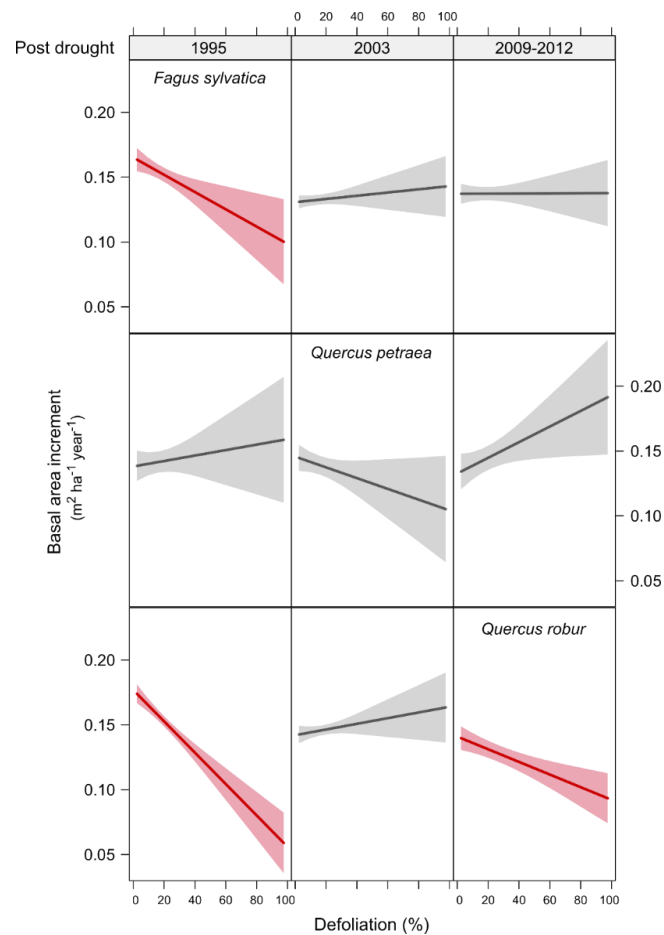 0 20 40 60 80 100
Post drought 1995 2003 2009-2012
Fagus sylvatica
0.20
0.15
0.10
0.05
Quercus petraea
0.20
0.15
0.10
0.05
Basal area increment
(m² ha⁻¹ year⁻¹)
Quercus robur
0.20
0.15
0.10
0.05
0 20 40 60 80 100 0 20 40 60 80 100
Defoliation (%)